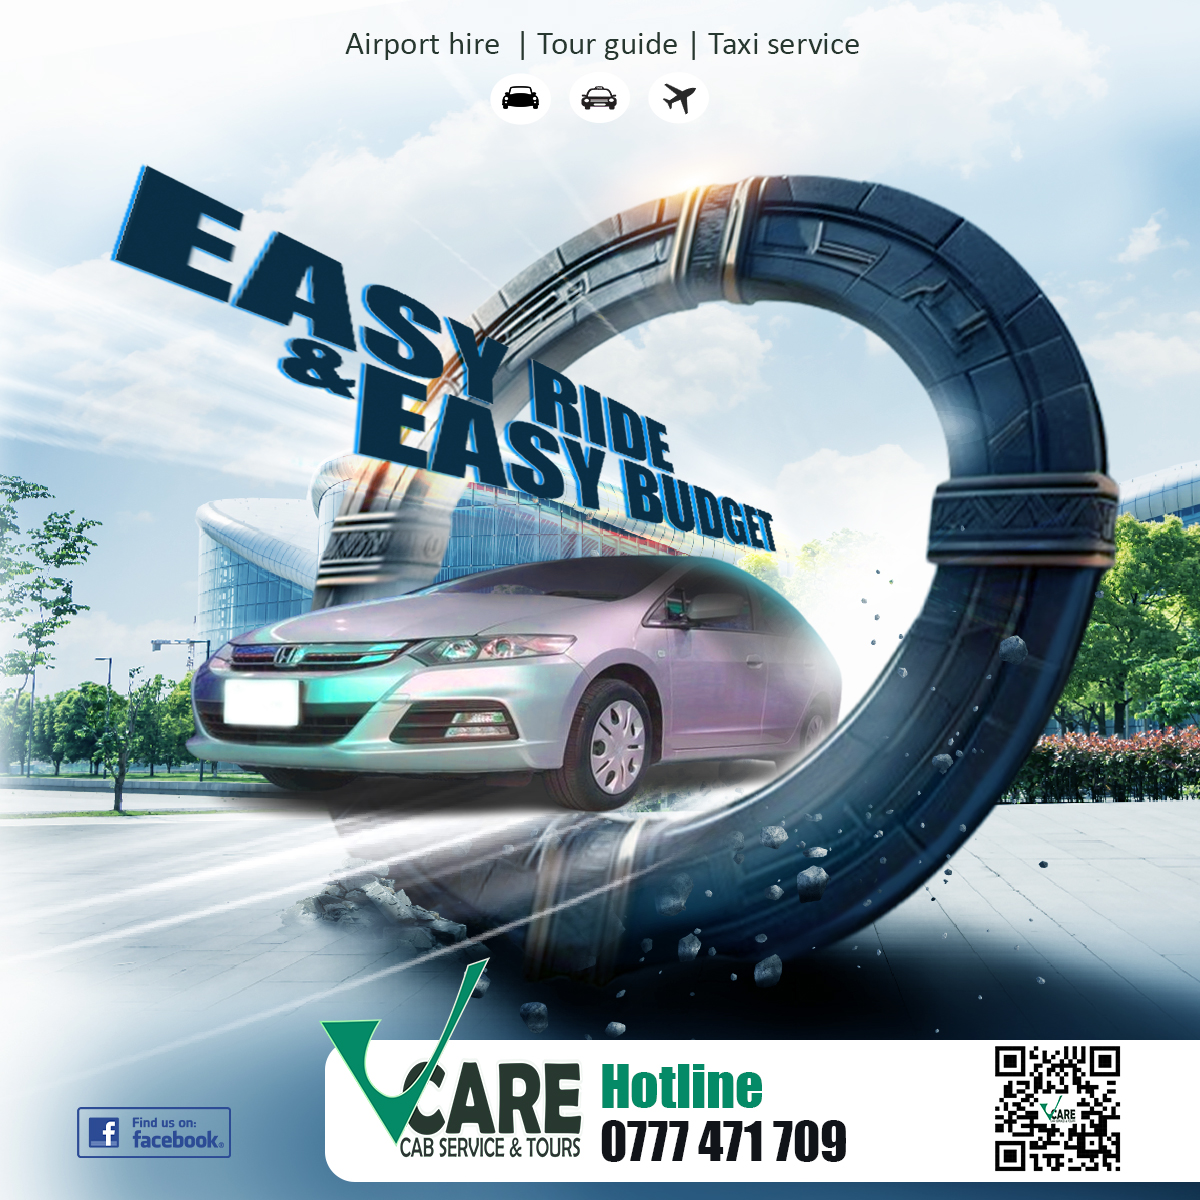 Airport hire | Tour guide | Taxi service
EASY RIDE
& EASY BUDGET
VCARE
CAB SERVICE & TOURS
Hotline
0777 471 709
Find us on:
facebook®
VCARE